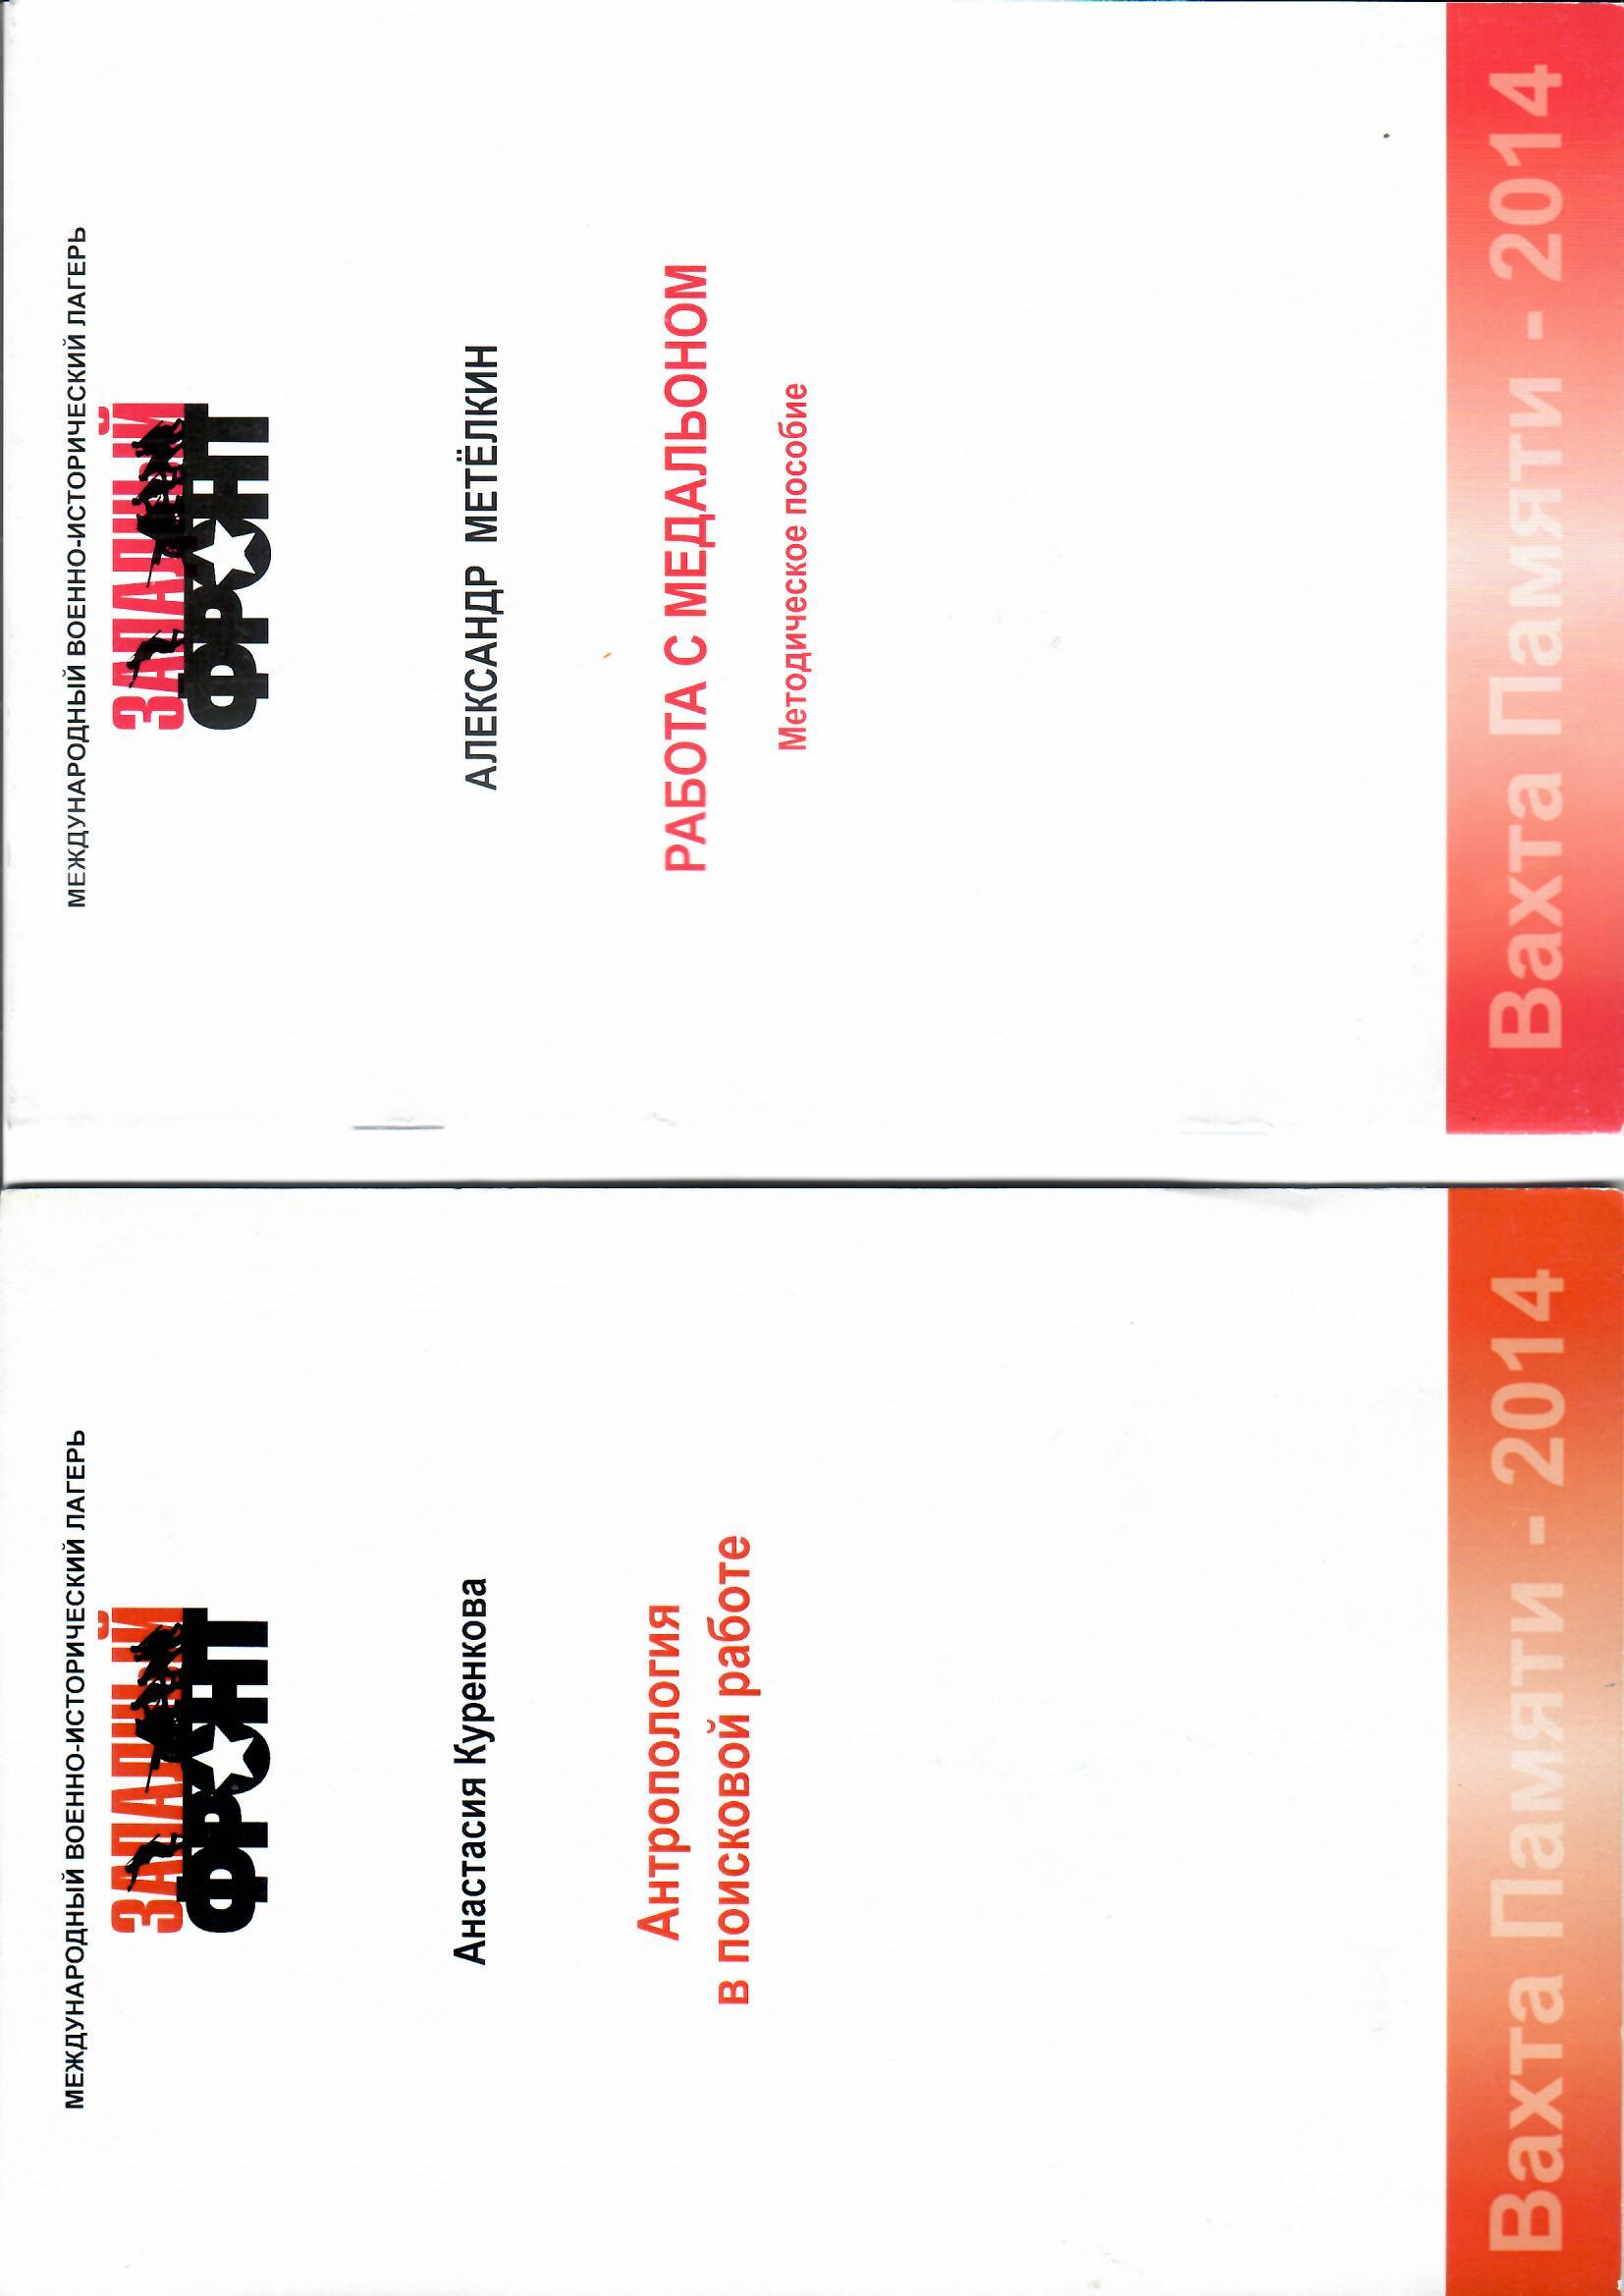 МЕЖДУНАРОДНЫЙ ВОЕННО-ИСТОРИЧЕСКИЙ ЛАГЕРЬ
ЗАПАДНЫЙ
ФРОНТ
Анастасия Куренкова
Антропология
в поисковой работе
Вахта Памяти - 2014
МЕЖДУНАРОДНЫЙ ВОЕННО-ИСТОРИЧЕСКИЙ ЛАГЕРЬ
ЗАПАДНЫЙ
ФРОНТ
АЛЕКСАНДР МЕТЁЛКИН
РАБОТА С МЕДАЛЬОНОМ
Методическое пособие
Вахта Памяти - 2014